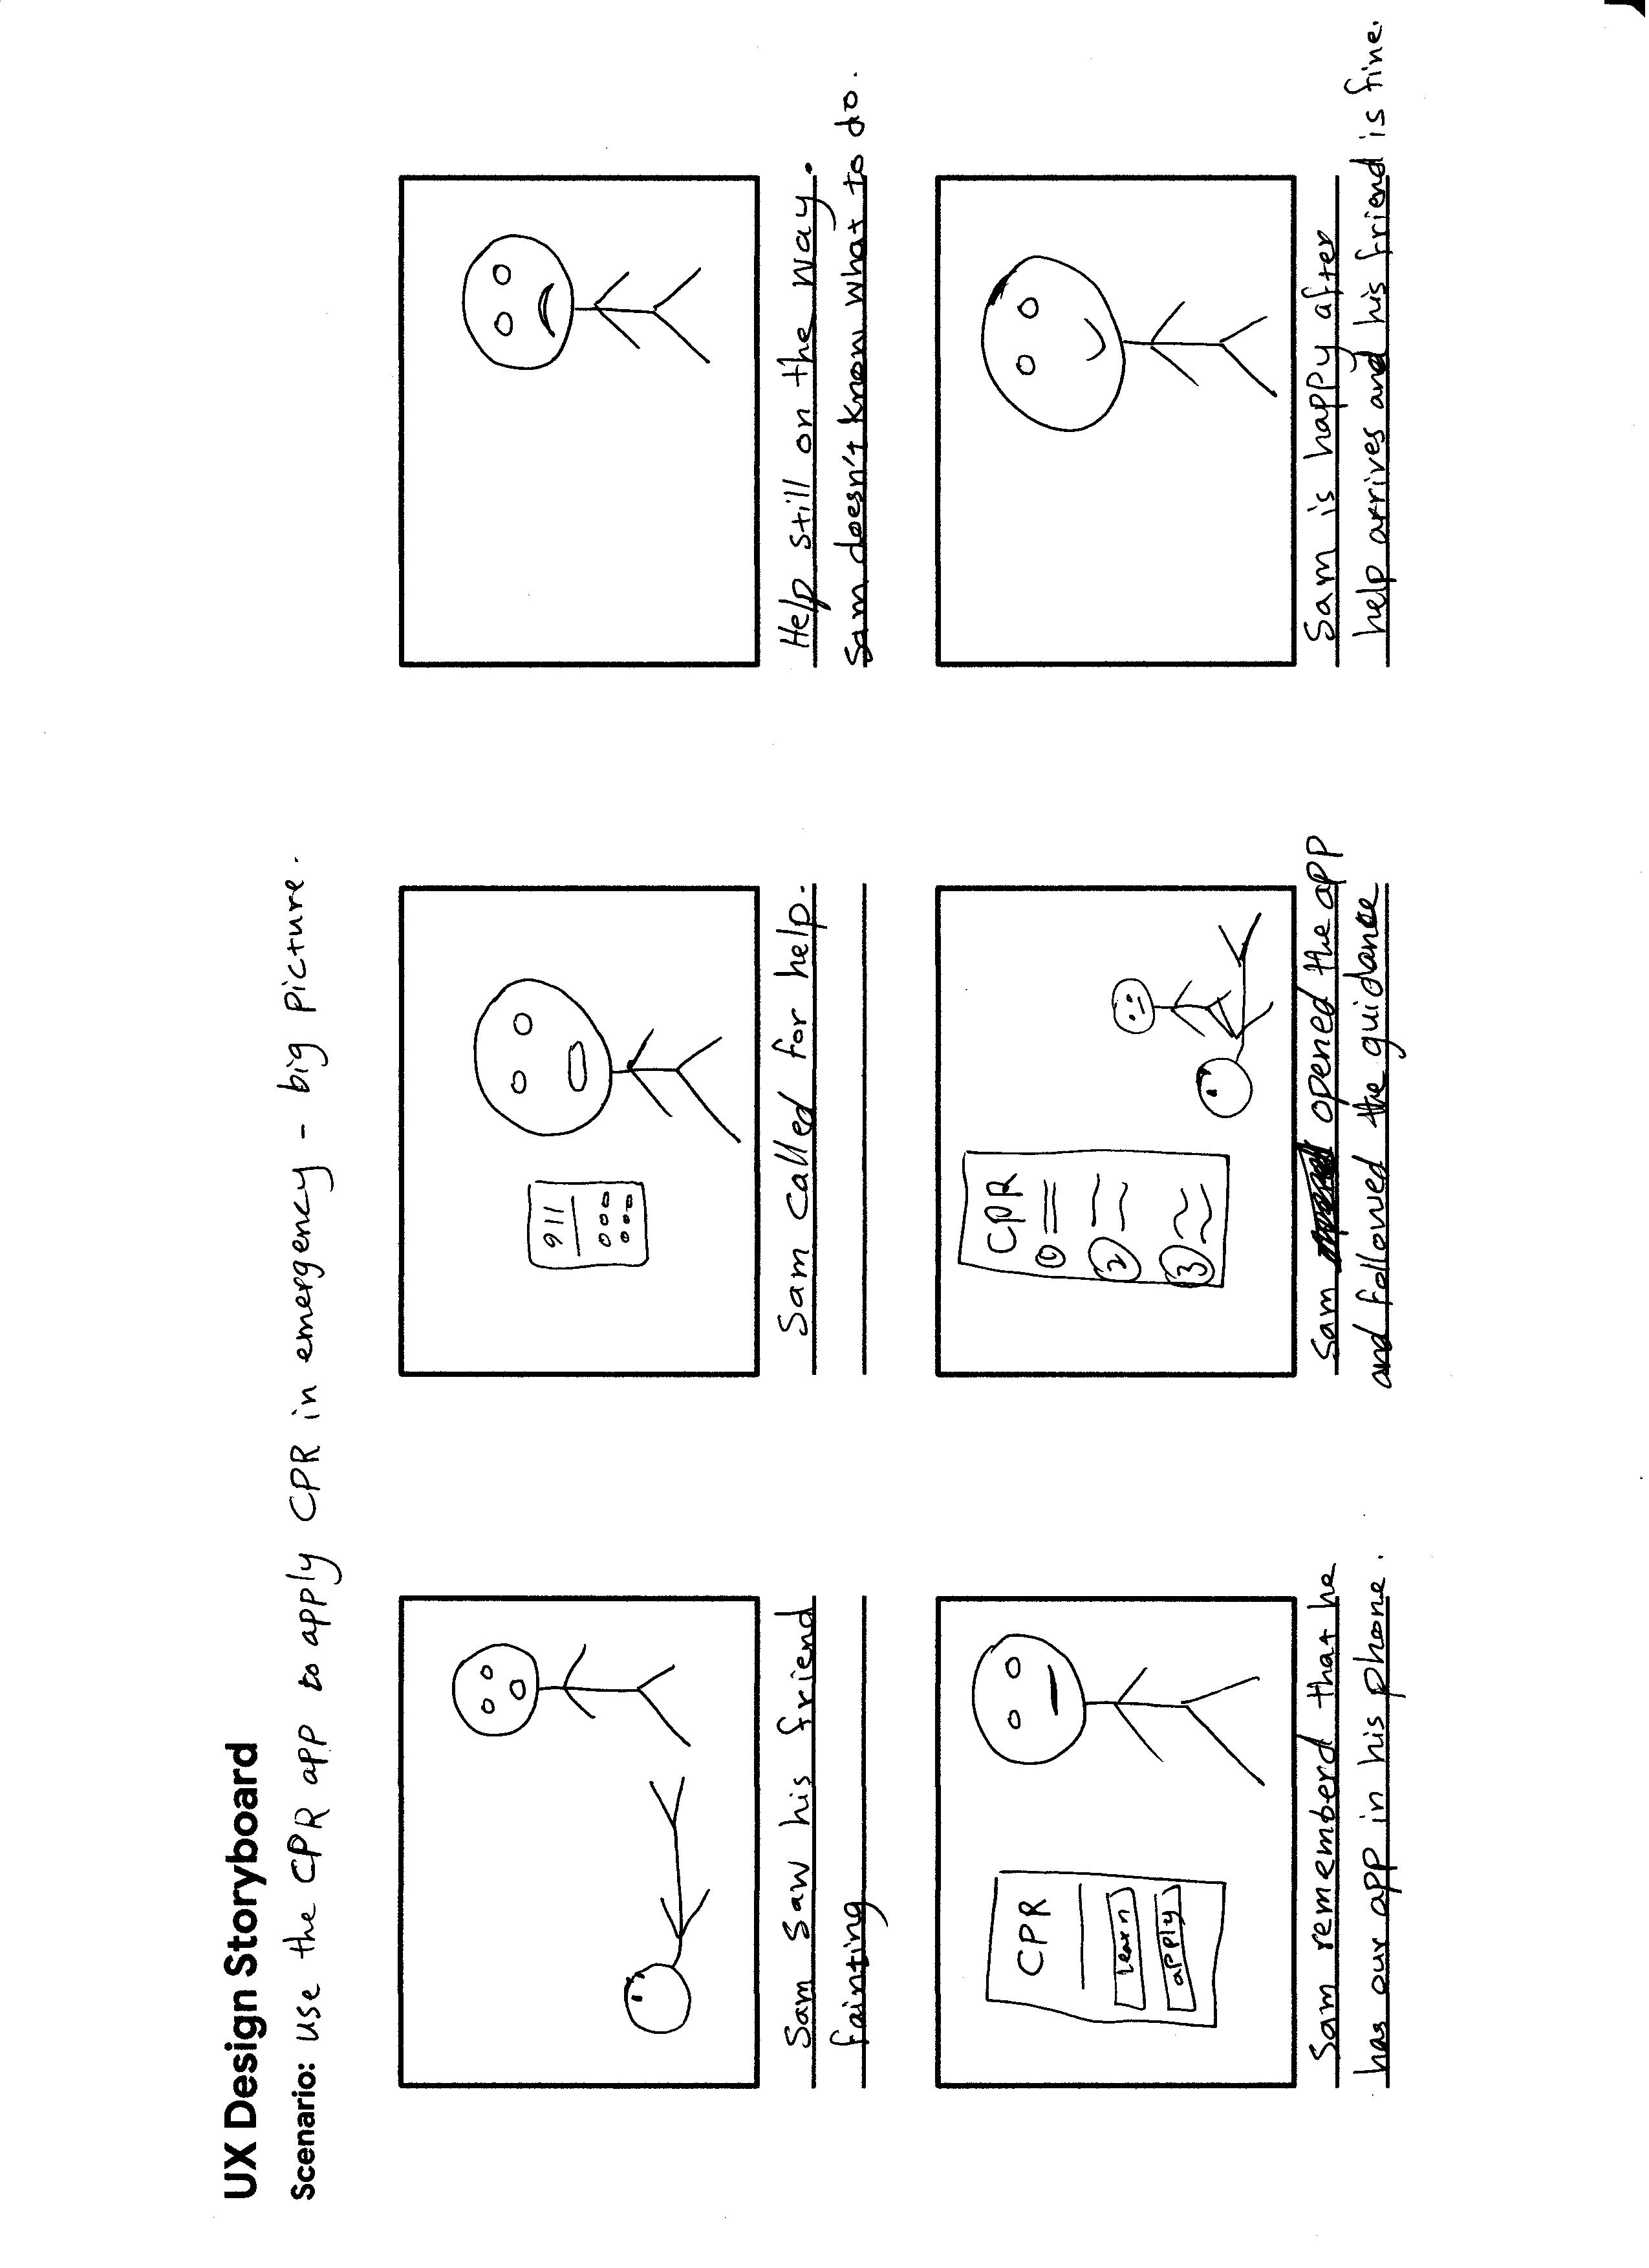 UX Design Storyboard
Scenario: use the CPR app to apply CPR in emergency - big picture.
911
Sam saw his friend
fainting
Sam called for help.
Help still on the way.
Sam doesn't know what to do.
CPR
learn
apply
Sam rememberd that he
has our app in his phone.
CPR
1
2
3
Sam opened the app
and followed the guidance
Sam is happy after
help arrives and his friend is fine.